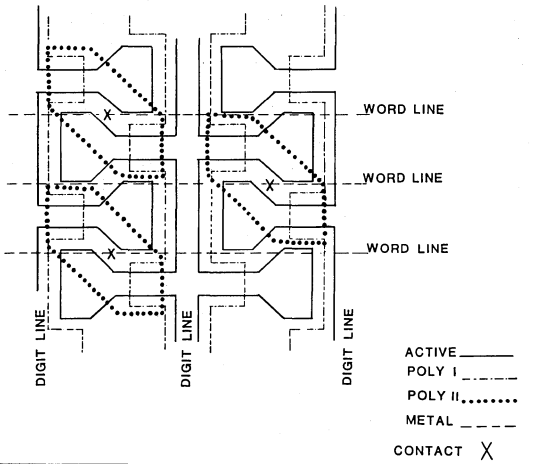 WORD LINE
WORD LINE
WORD LINE
DIGIT LINE
DIGIT LINE
DIGIT LINE
ACTIVE
POLY I
POLY II
METAL
CONTACT X